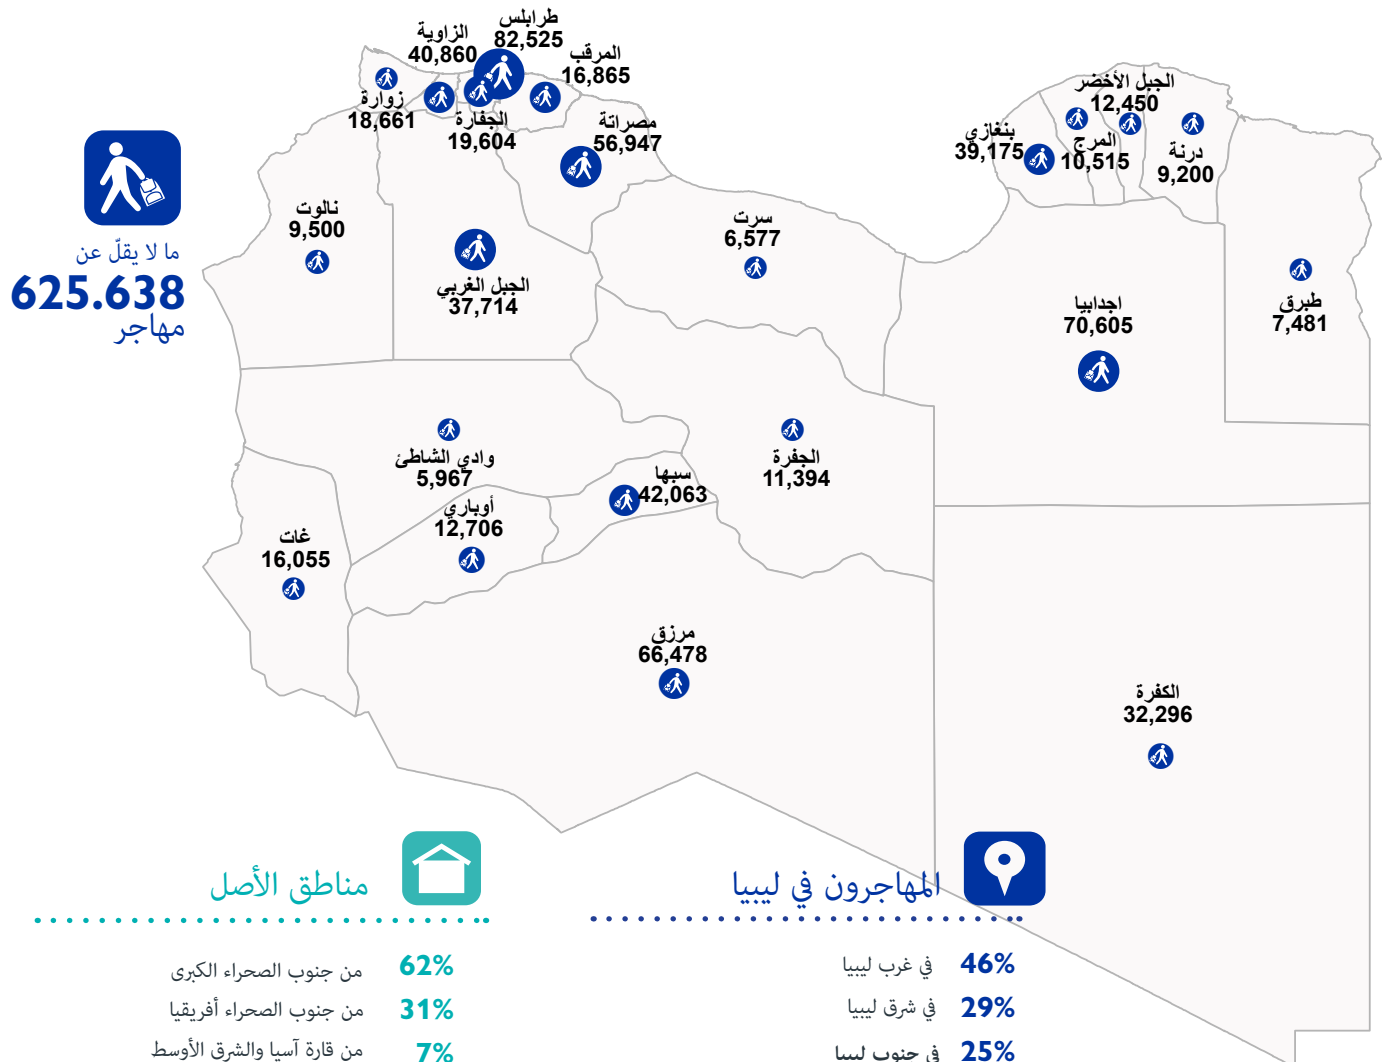 طرابلس
82,525
الزاوية
40,860
المرقب
16,865
زوارة
18,661
الجفارة
19,604
مصراتة
56,947
الجبل الأخضر
12,450
بنغازي
39,175
المرج
10,515
درنة
9,200
نالوت
9,500
سرت
6,577
ما لا يقلّ عن
625.638
مهاجر
الجبل الغربي
37,714
اجدابيا
70,605
طبرق
7,481
وادي الشاطئ
5,967
الجفرة
11,394
سبها
42,063
أوباري
12,706
غات
16,055
مرزق
66,478
الكفرة
32,296
المهاجرون في ليبيا
46% في غرب ليبيا
29% في شرق ليبيا
25% في جنوب ليبيا
مناطق الأصل
62% من جنوب الصحراء الكبرى
31% من جنوب الصحراء أفريقيا
7% من قارة آسيا والشرق الأوسط